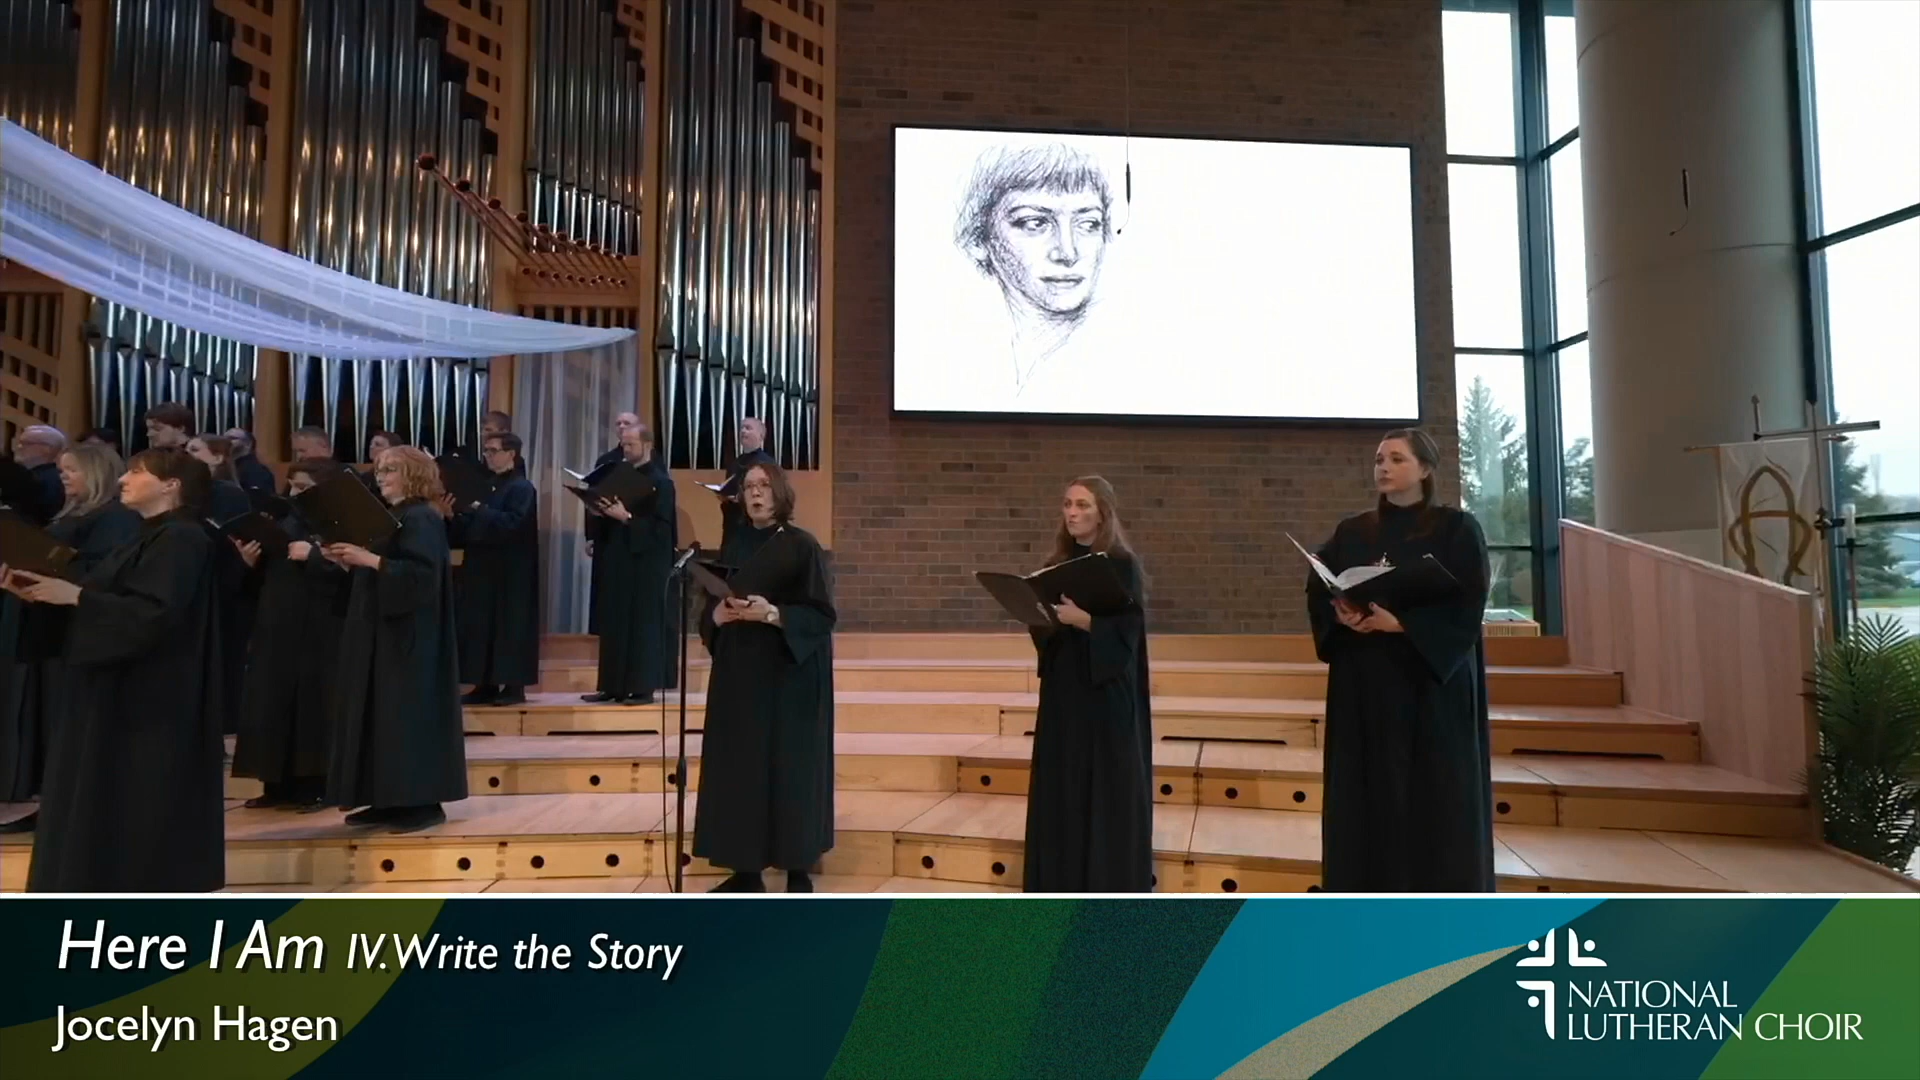 Here I Am IV. Write the Story
Jocelyn Hagen
NATIONAL
LUTHERAN CHOIR